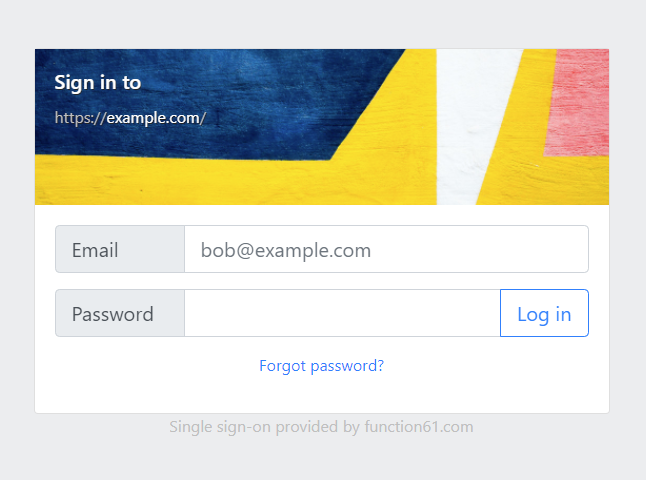 Sign in to
https://example.com/
Email
bob@example.com
Password
Log in
Forgot password?
Single sign-on provided by function61.com